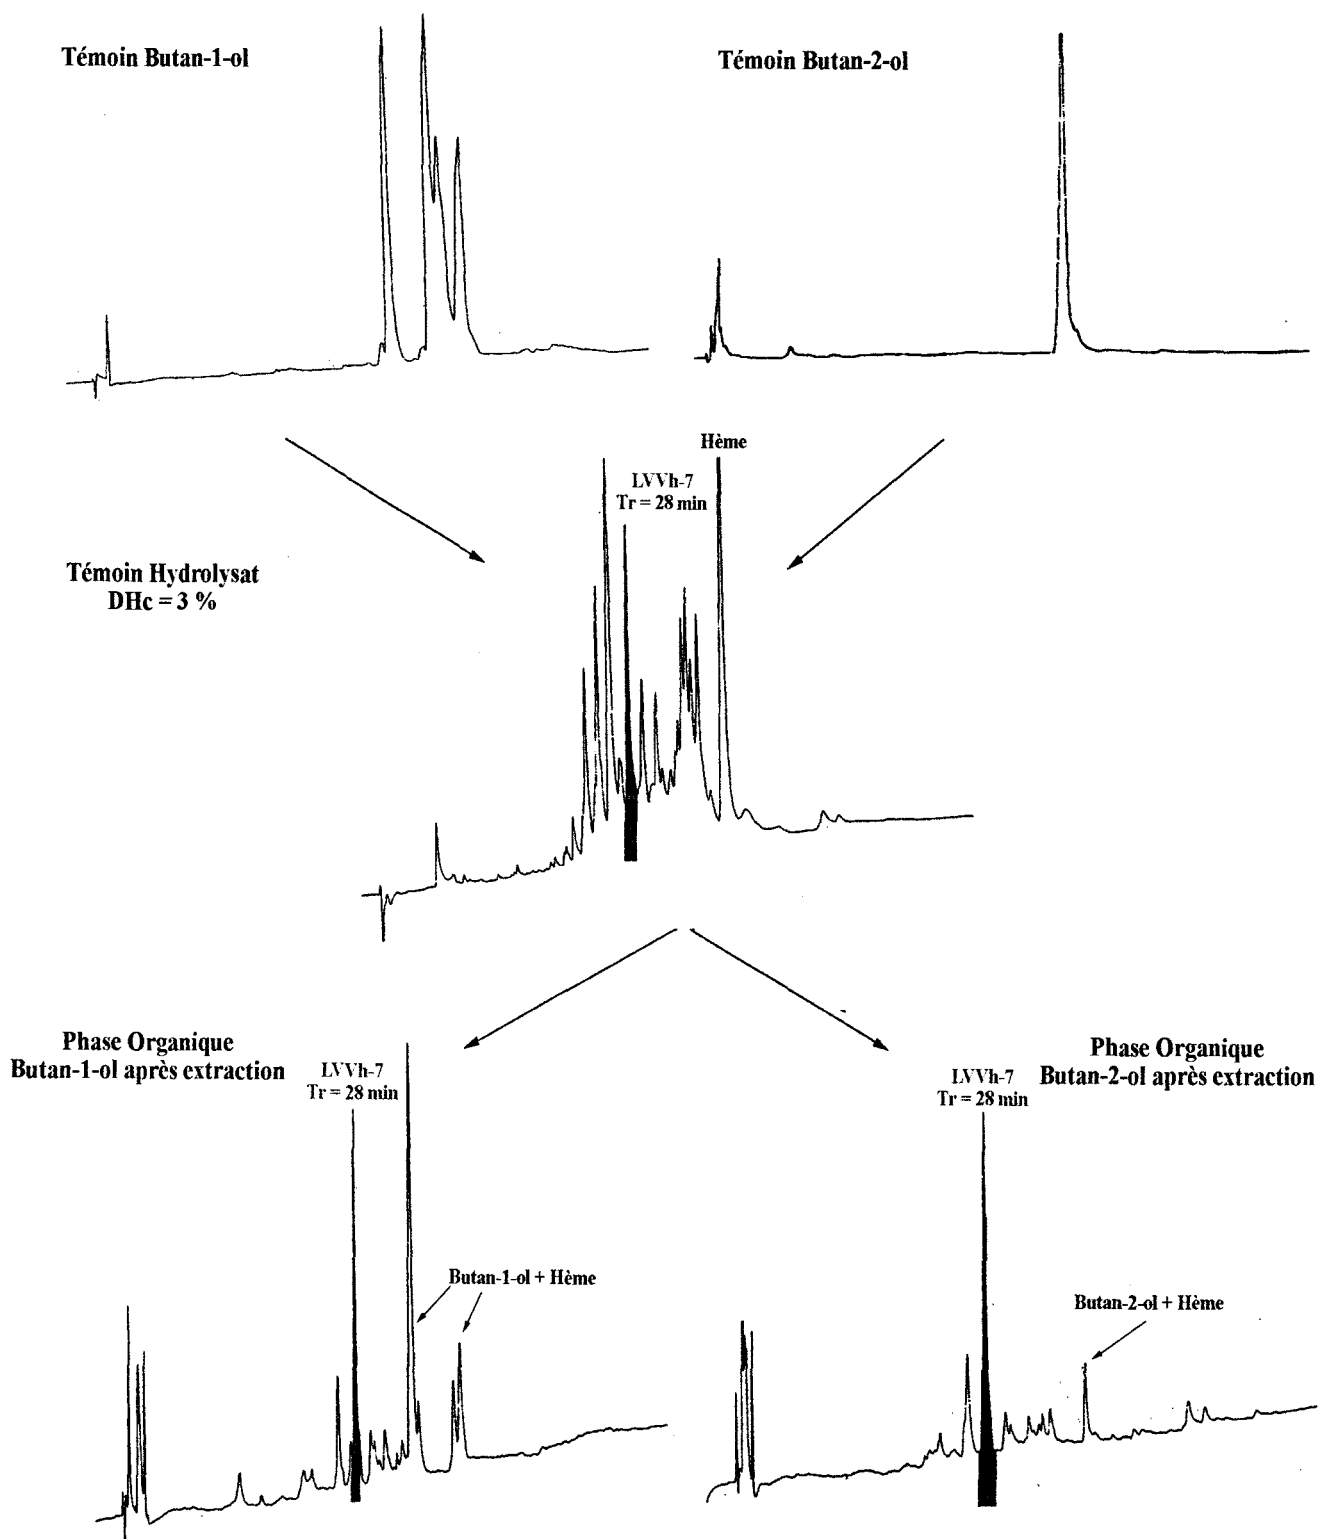 Témoin Butan-1-ol
Témoin Butan-2-ol
Hème
LVVh-7
Tr = 28 min
Témoin Hydrolysat
DHc = 3 %
Phase Organique
Butan-1-ol après extraction
LVVh-7
Tr = 28 min
Butan-1-ol + Hème
Phase Organique
Butan-2-ol après extraction
LVVh-7
Tr = 28 min
Butan-2-ol + Hème